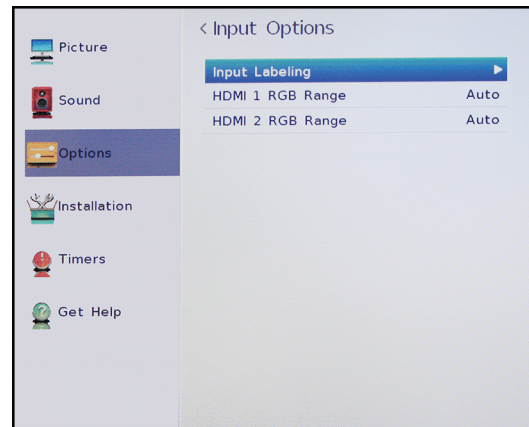 Picture
Sound
Options
Installation
Timers
Get Help
< Input Options
Input Labeling
HDMI 1 RGB Range Auto
HDMI 2 RGB Range Auto